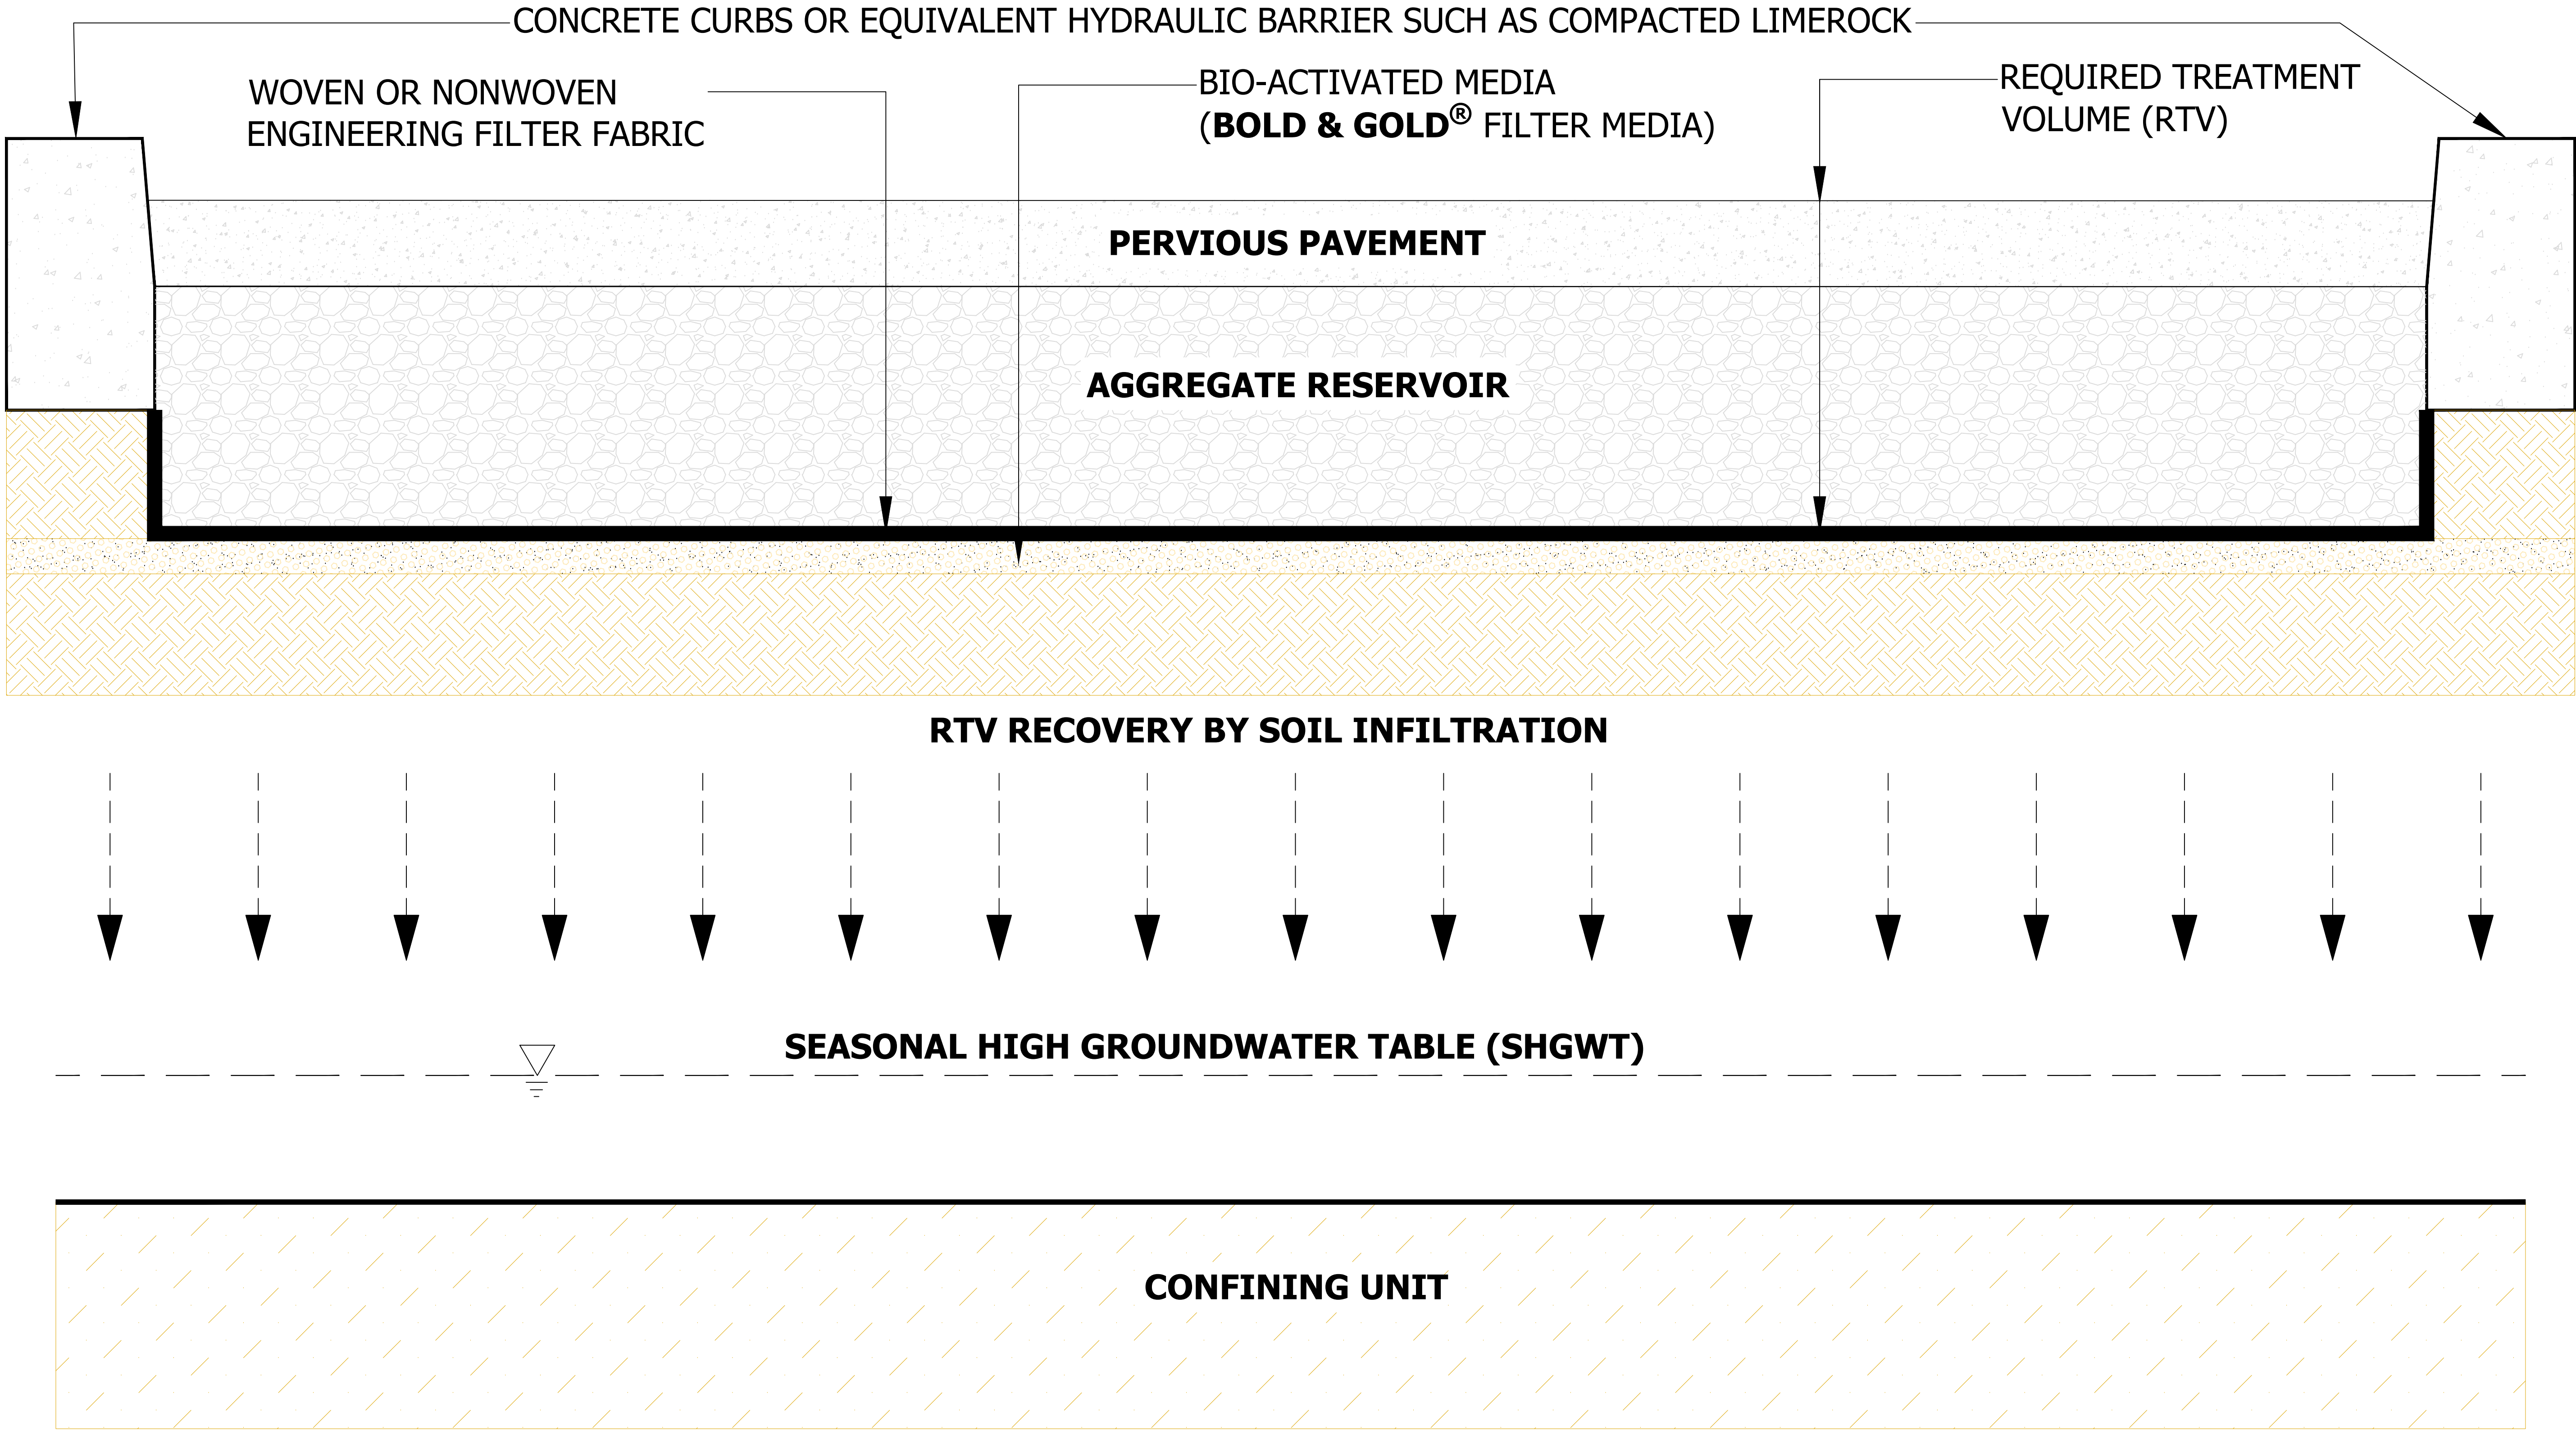 CONCRETE CURBS OR EQUIVALENT HYDRAULIC BARRIER SUCH AS COMPACTED LIMEROCK
WOVEN OR NONWOVEN
ENGINEERING FILTER FABRIC
BIO-ACTIVATED MEDIA
(BOLD & GOLD® FILTER MEDIA)
REQUIRED TREATMENT
VOLUME (RTV)
PERVIOUS PAVEMENT
AGGREGATE RESERVOIR
RTV RECOVERY BY SOIL INFILTRATION
SEASONAL HIGH GROUNDWATER TABLE (SHGWT)
CONFINING UNIT